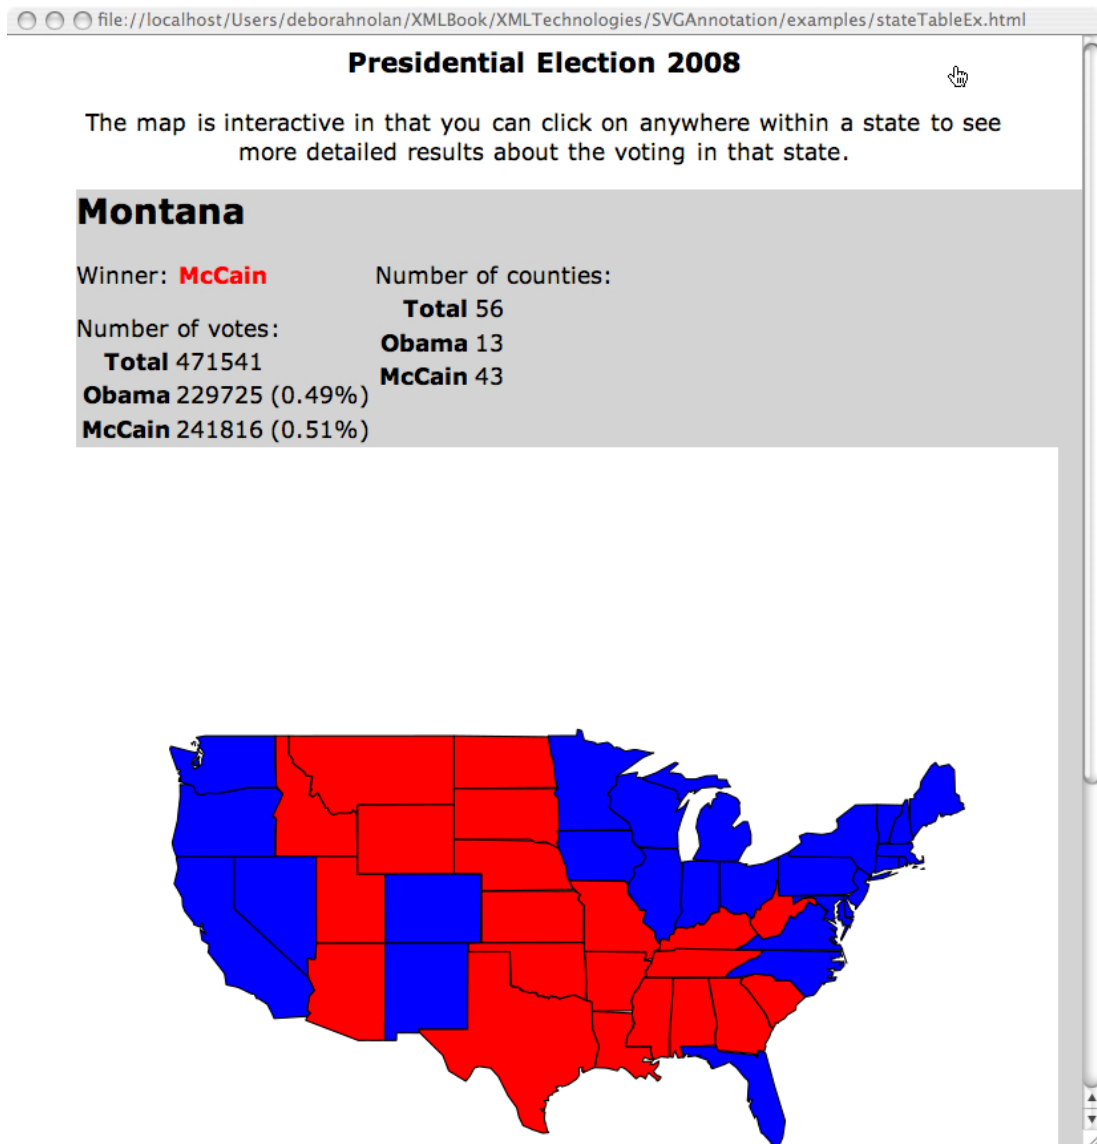 file://localhost/Users/deborahnolan/XMLBook/XMLTechnologies/SVGAnnotation/examples/stateTableEx.html
Presidential Election 2008
The map is interactive in that you can click on anywhere within a state to see
more detailed results about the voting in that state.
Montana
Winner: McCain
Number of votes:
Total 471541
Obama 229725 (0.49%)
McCain 241816 (0.51%)
Number of counties:
Total 56
Obama 13
McCain 43